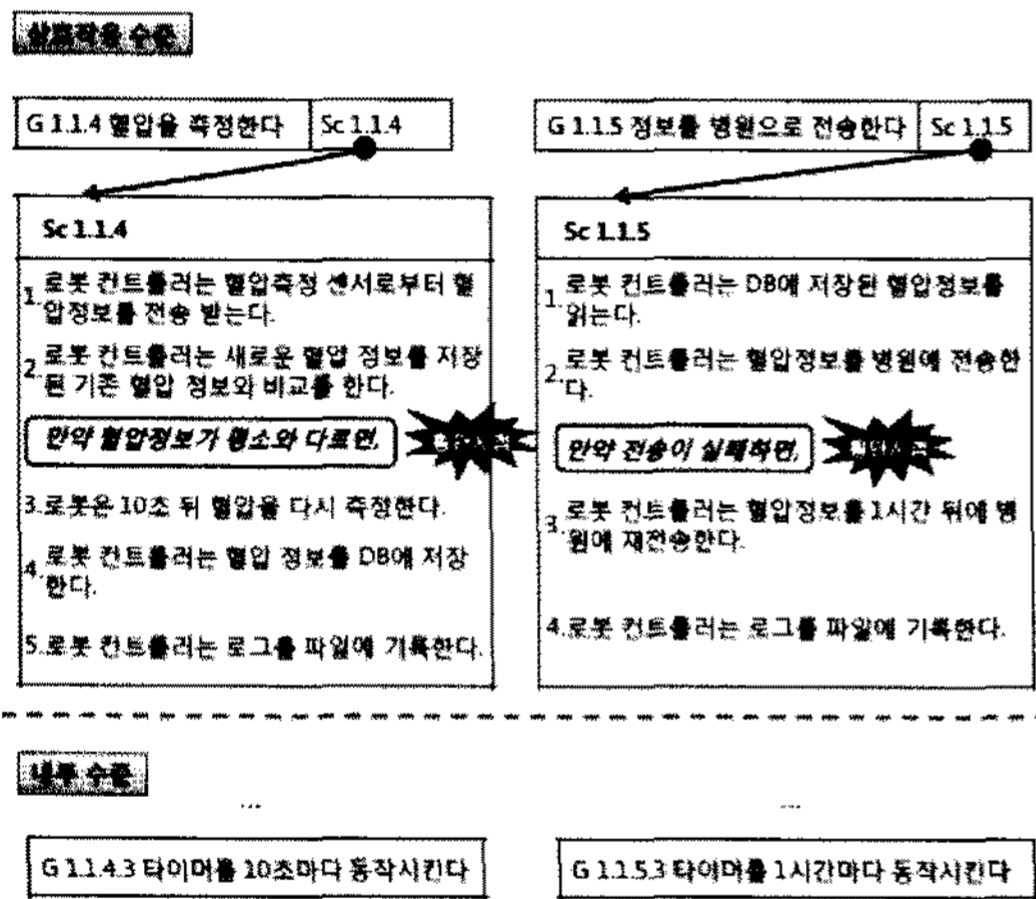 상호작용 수준
G 1.1.4 혈압을 측정한다
Sc 1.1.4
G 1.1.5 정보를 병원으로 전송한다
Sc 1.1.5
Sc 1.1.4
1. 로봇 컨트롤러는 혈압측정 센서로부터 혈
압정보를 전송 받는다.
2. 로봇 컨트롤러는 새로운 혈압 정보를 저장
된 기존 혈압 정보와 비교를 한다.
만약 혈압정보가 평소와 다르면,
3.로봇은 10초 뒤 혈압을 다시 측정한다.
4. 로봇 컨트롤러는 혈압 정보를 DB에 저장
한다.
5.로봇 컨트롤러는 로그를 파일에 기록한다.
Sc 1.1.5
1. 로봇 컨트롤러는 DB에 저장된 혈압정보를
읽는다.
2. 로봇 컨트롤러는 혈압정보를 병원에 전송한
다.
만약 전송이 실패하면,
3. 로봇 컨트롤러는 혈압정보를 1시간 뒤에 병
원에 재전송한다.
4.로봇 컨트롤러는 로그를 파일에 기록한다.
내부 수준
G 1.1.4.3 타이머를 10초마다 동작시킨다
G 1.1.5.3 타이머를 1시간마다 동작시킨다